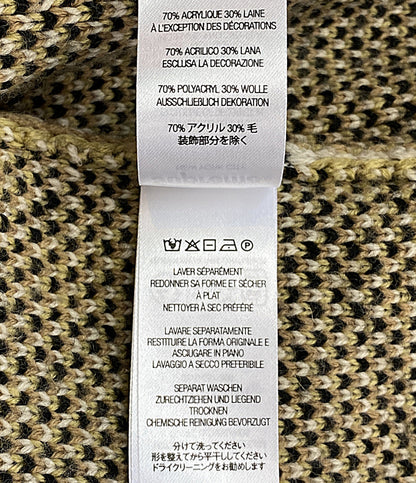 70% ACRYLIQUE 30% LAINE
À L'EXCEPTION DES DÉCORATIONS
70% ACRILICO 30% LANA
ESCLUSA LA DECORAZIONE
70% POLYACRYL 30% WOLLE
AUSSCHLIEßLICH DEKORATION
70% アクリル 30% 毛
装飾部分を除く
LAVER SÉPARÉMENT
REDONNER SA FORME ET SÉCHER
À PLAT
NETTOYER À SEC PRÉFÉRÉ
LAVARE SEPARATAMENTE
RESTITUIRE LA FORMA ORIGINALE E
ASCIUGARE IN PIANO
LAVAGGIO A SECCO PREFERIBILE
SEPARAT WASCHEN
ZURECHTZIEHEN UND LIEGEND
TROCKNEN
CHEMISCHE REINIGUNG BEVORZUGT
分けて洗ってください
形を整えてから平干ししてください
ドライクリーニングをお勧めします